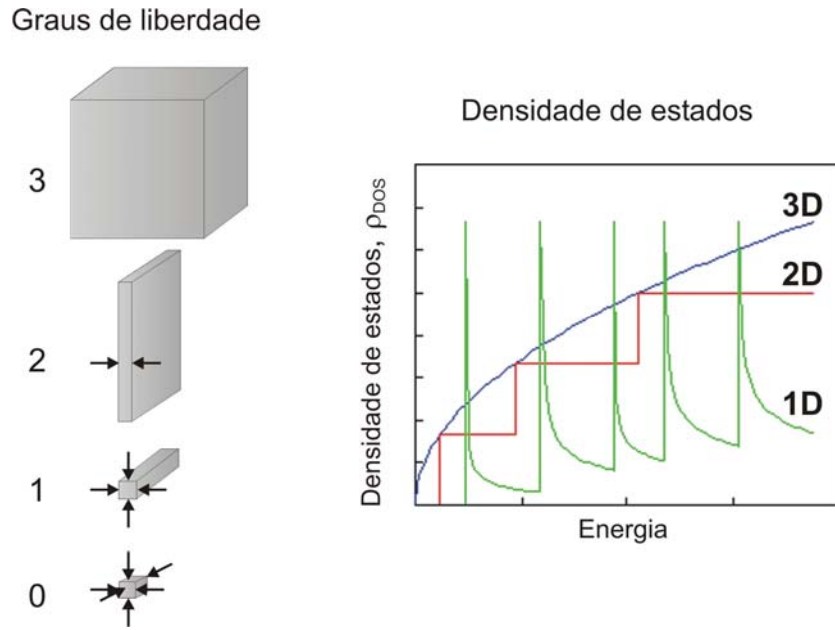 Graus de liberdade
3
2
1
0
Densidade de estados
Densidade de estados, ρDOS
3D
2D
1D
Energia